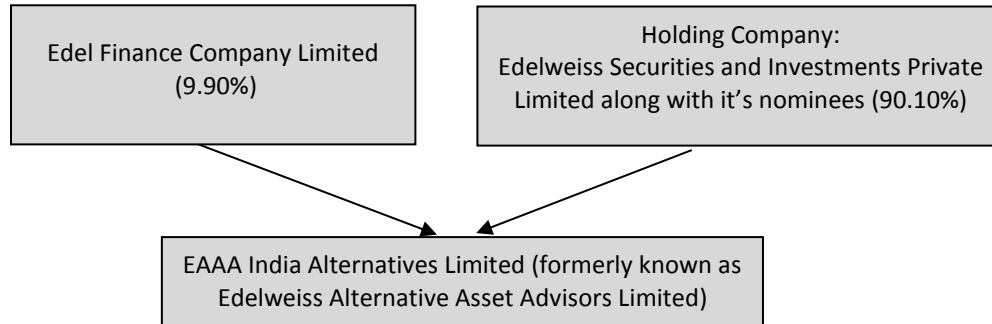 Edel Finance Company Limited
(9.90%)
Holding Company:
Edelweiss Securities and Investments Private
Limited along with it’s nominees (90.10%)
EAAA India Alternatives Limited (formerly known as
Edelweiss Alternative Asset Advisors Limited)